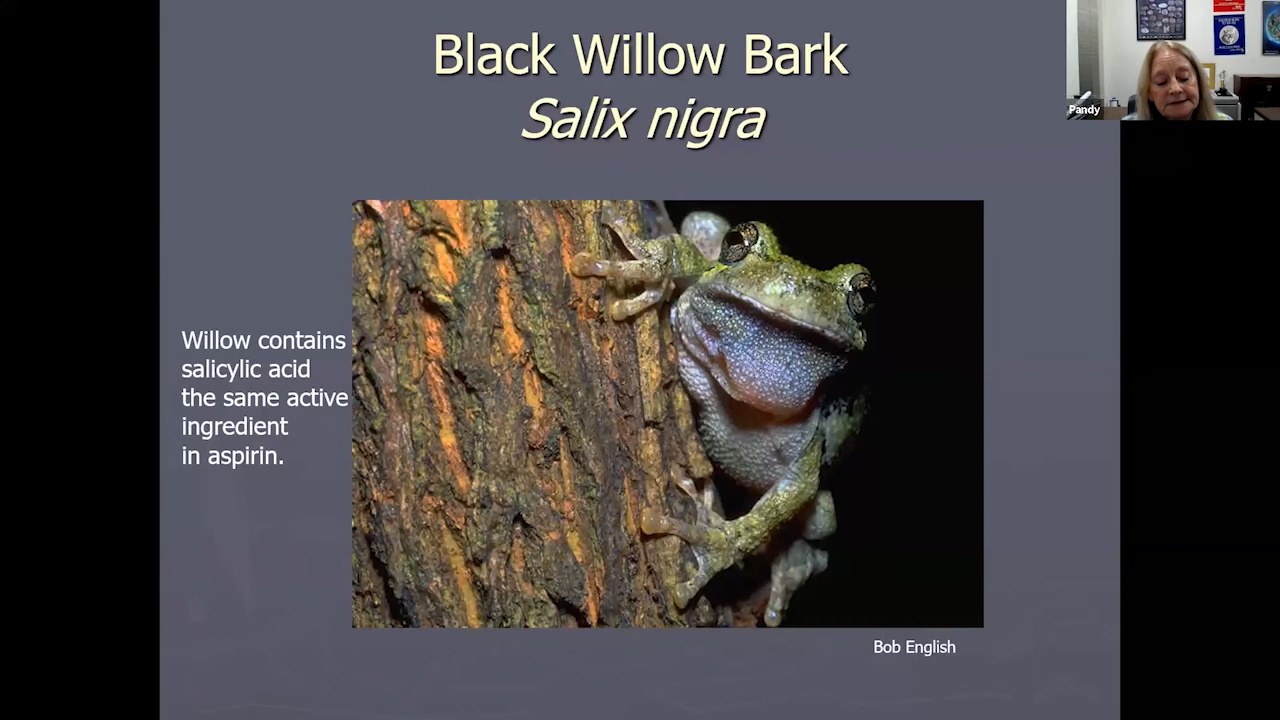 Black Willow Bark
Salix nigra
Pandy
Willow contains
salicylic acid
the same active
ingredient
in aspirin.
Bob English